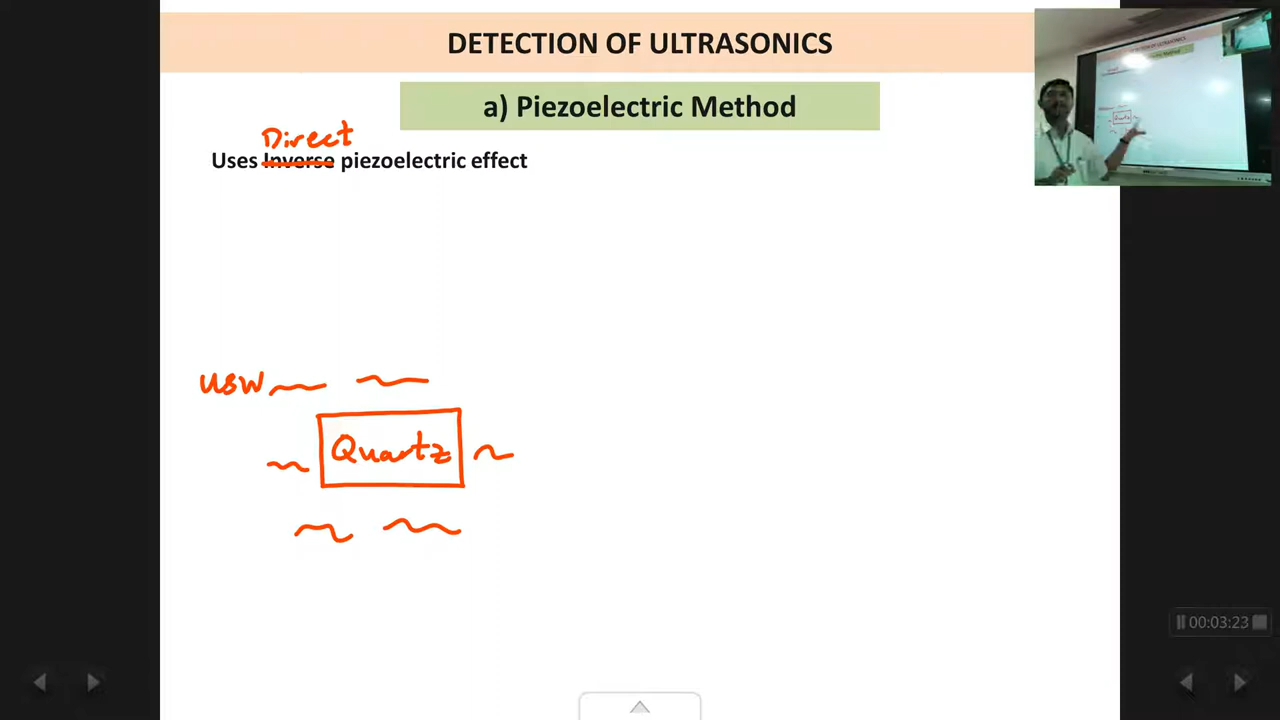 DETECTION OF ULTRASONICS
a) Piezoelectric Method
Direct
Uses Inverse piezoelectric effect
USW
Quartz
00:03:23